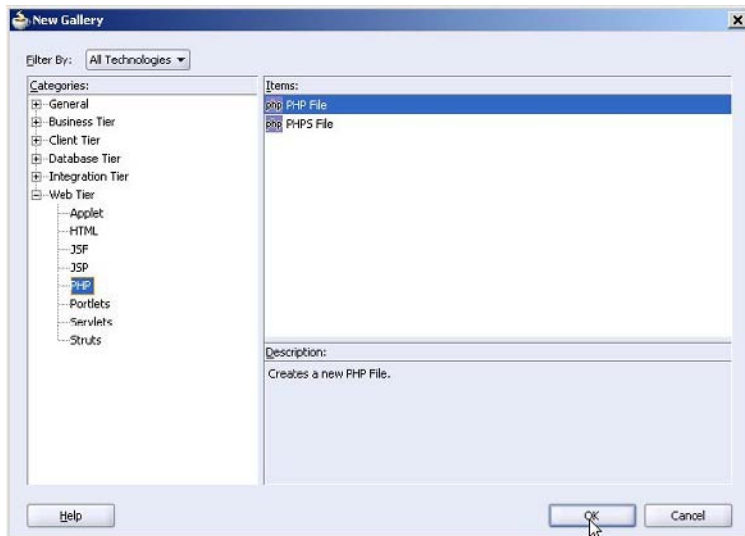 New Gallery
Filter By: All Technologies
Categories:
General
Business Tier
Client Tier
Database Tier
Integration Tier
Web Tier
Applet
HTML
JSF
JSP
PHP
Portlets
Servlets
Struts
Items:
php PHP File
php PHPS File
Description:
Creates a new PHP File.
Help
OK
Cancel